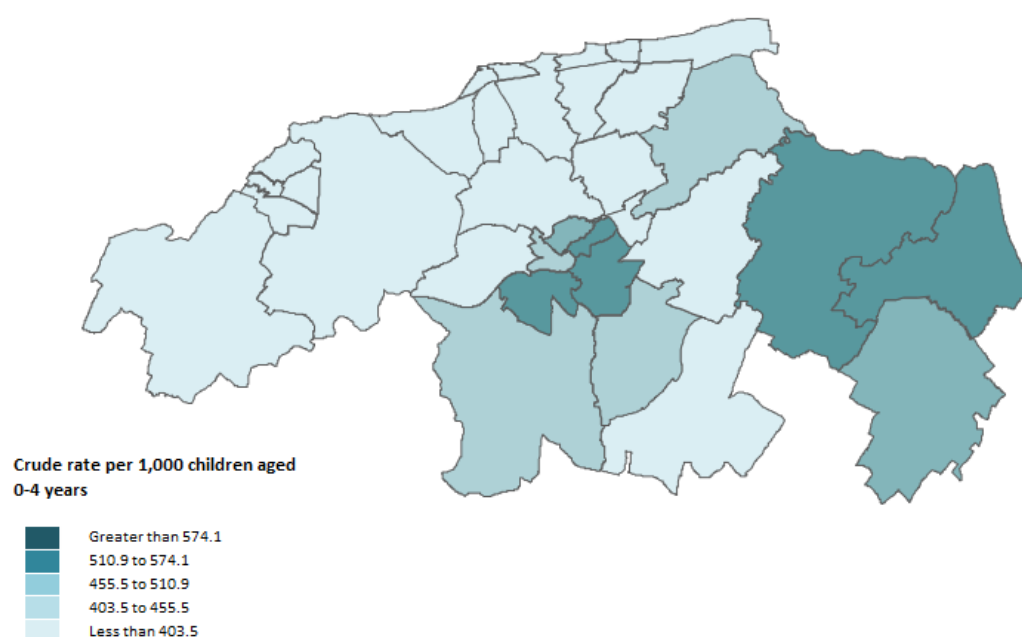 Crude rate per 1,000 children aged
0-4 years
Greater than 574.1
510.9 to 574.1
455.5 to 510.9
403.5 to 455.5
Less than 403.5